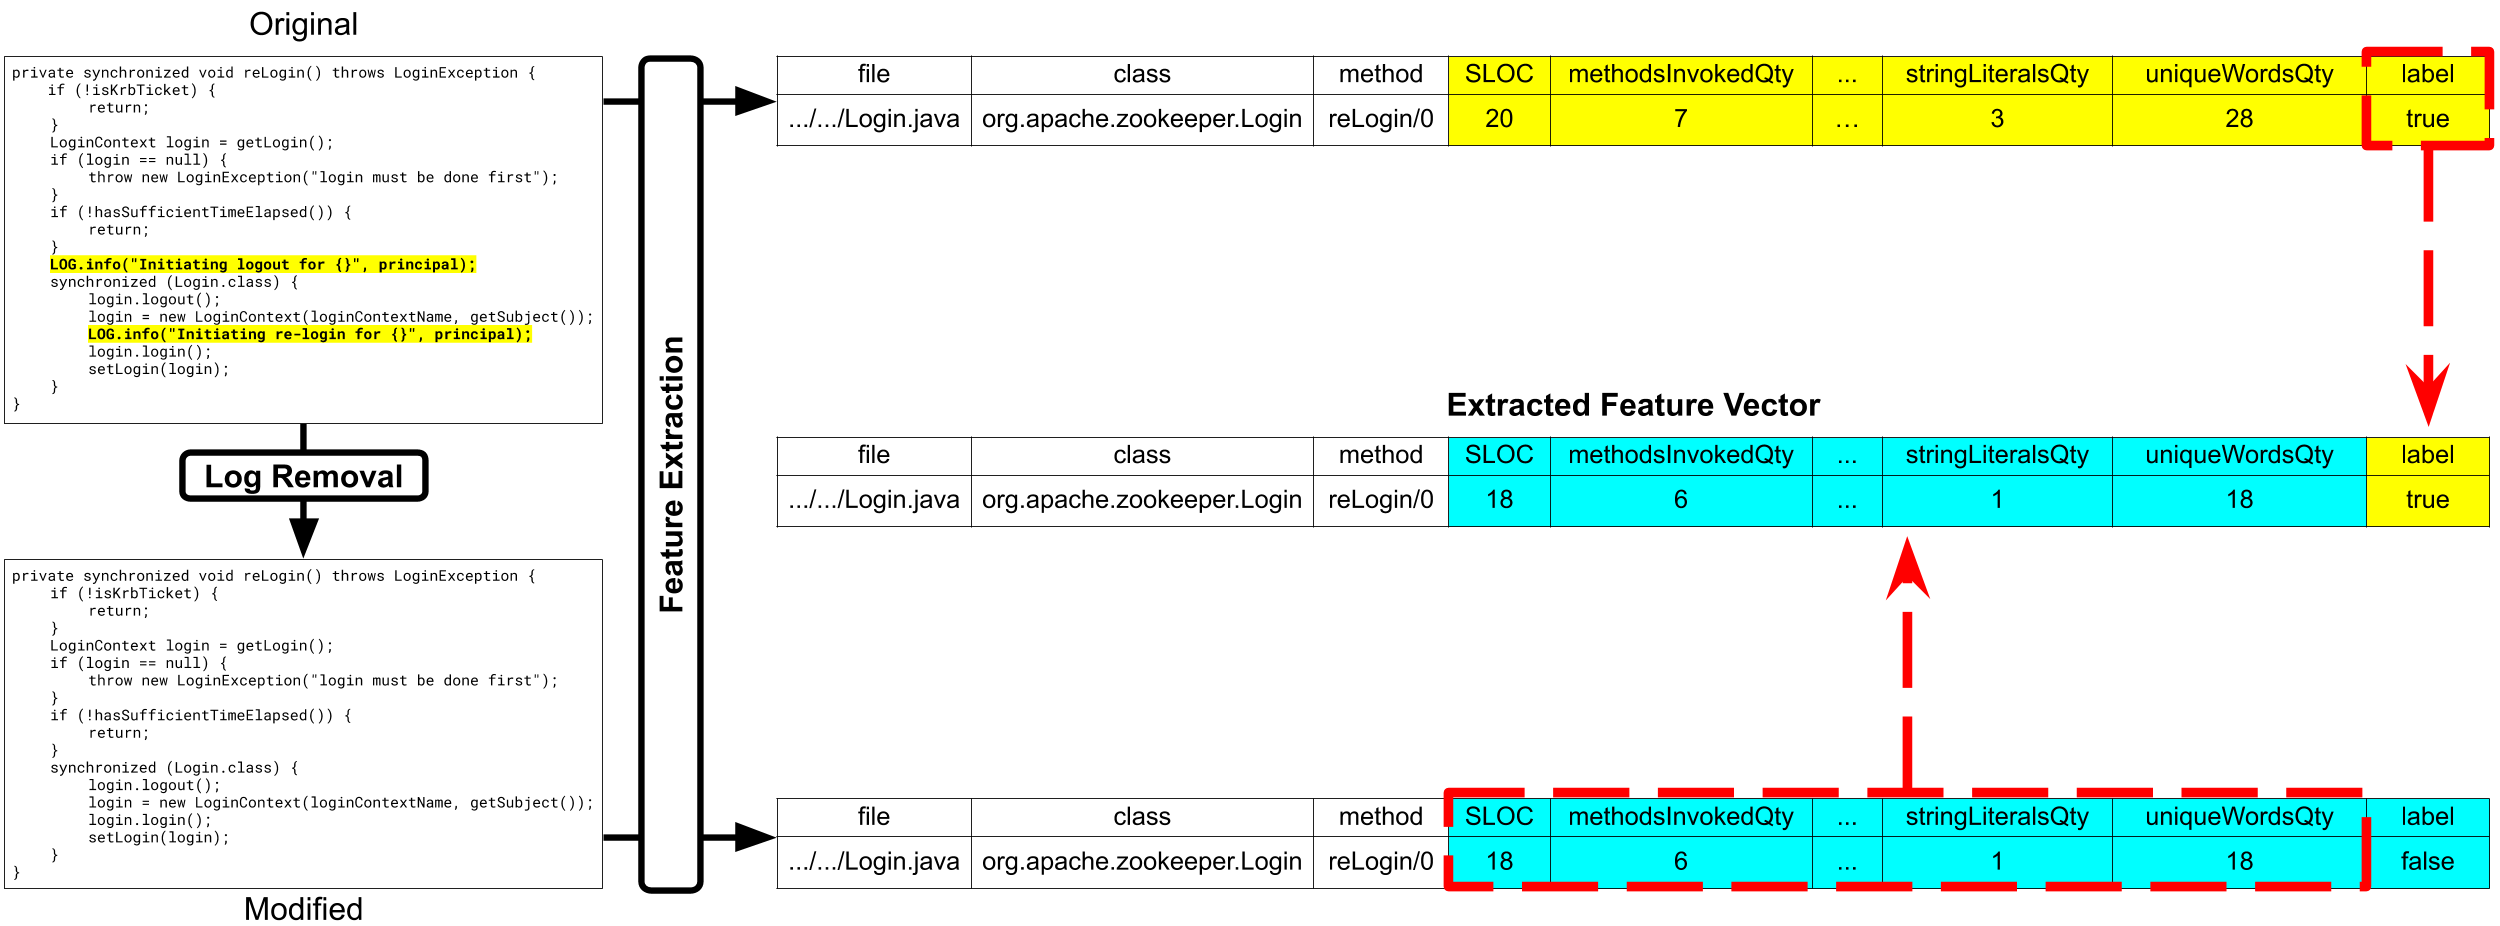 Original
private synchronized void reLogin() throws LoginException {
if (!isKrbTicket) {
return;
}
LoginContext login = getLogin();
if (login == null) {
throw new LoginException("login must be done first");
}
if (!hasSufficientTimeElapsed()) {
return;
}
LOG.info("Initiating logout for {}", principal);
synchronized (Login.class) {
login.logout();
login = new LoginContext(loginContextName, getSubject());
LOG.info("Initiating re-login for {}", principal);
login.login();
setLogin(login);
}
}
Log Removal
private synchronized void reLogin() throws LoginException {
if (!isKrbTicket) {
return;
}
LoginContext login = getLogin();
if (login == null) {
throw new LoginException("login must be done first");
}
if (!hasSufficientTimeElapsed()) {
return;
}
synchronized (Login.class) {
login.logout();
login = new LoginContext(loginContextName, getSubject());
login.login();
setLogin(login);
}
}
Modified
Feature Extraction
file class method SLOC methodsInvokedQty ... stringLiteralsQty uniqueWordsQty label
.../.../Login.java org.apache.zookeeper.Login reLogin/0 20 7 ... 3 28 true
Extracted Feature Vector
file class method SLOC methodsInvokedQty ... stringLiteralsQty uniqueWordsQty label
.../.../Login.java org.apache.zookeeper.Login reLogin/0 18 6 ... 1 18 true
file class method SLOC methodsInvokedQty ... stringLiteralsQty uniqueWordsQty label
.../.../Login.java org.apache.zookeeper.Login reLogin/0 18 6 ... 1 18 false